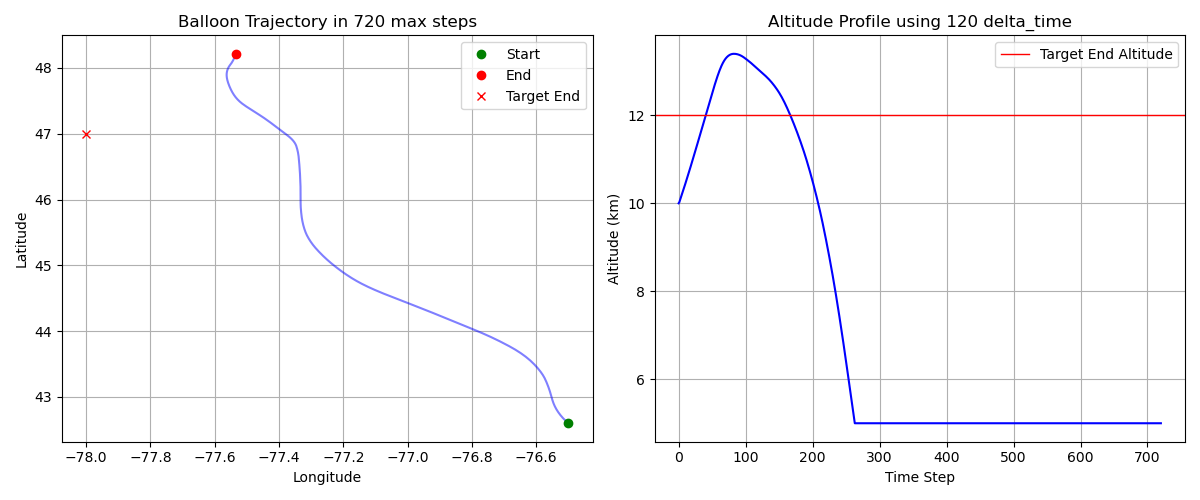 Balloon Trajectory in 720 max steps
48
47
46
45
44
43
Latitude
−78.0 −77.8 −77.6 −77.4 −77.2 −77.0 −76.8 −76.6
Longitude
Start
End
Target End
Altitude Profile using 120 delta_time
12
10
8
6
Altitude (km)
0 100 200 300 400 500 600 700
Time Step
Target End Altitude